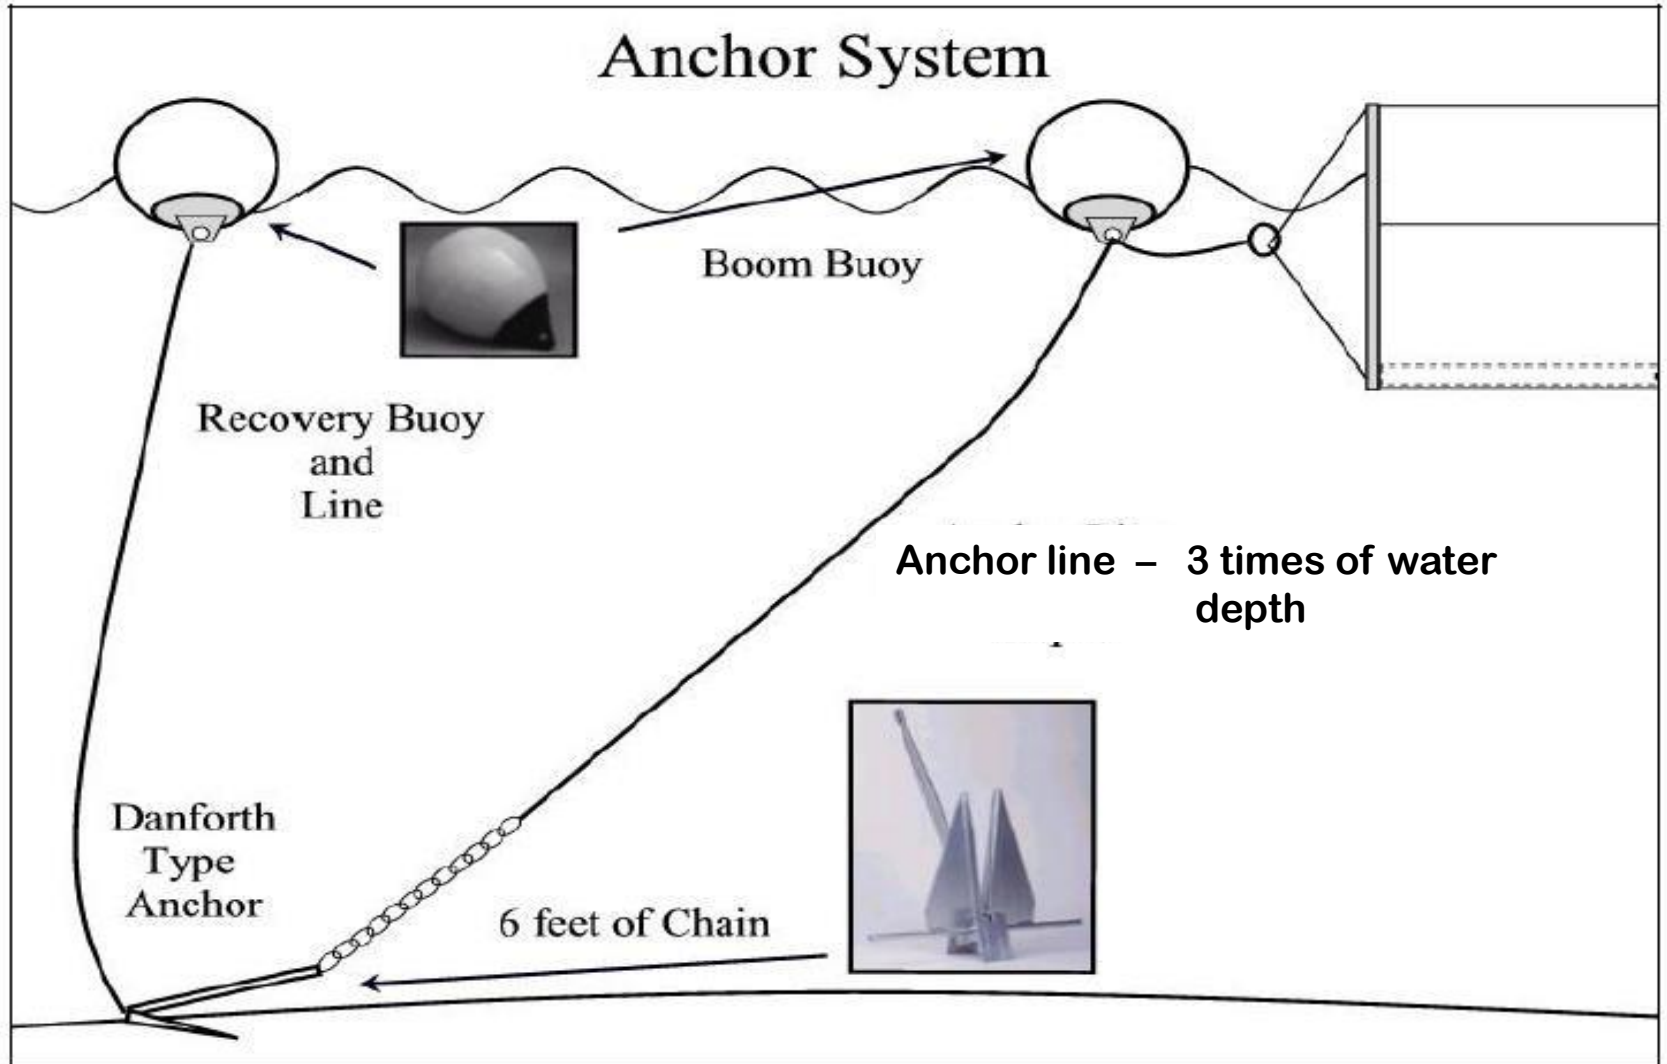 Anchor System
Boom Buoy
Recovery Buoy
and
Line
Anchor line – 3 times of water
depth
Danforth
Type
Anchor
6 feet of Chain